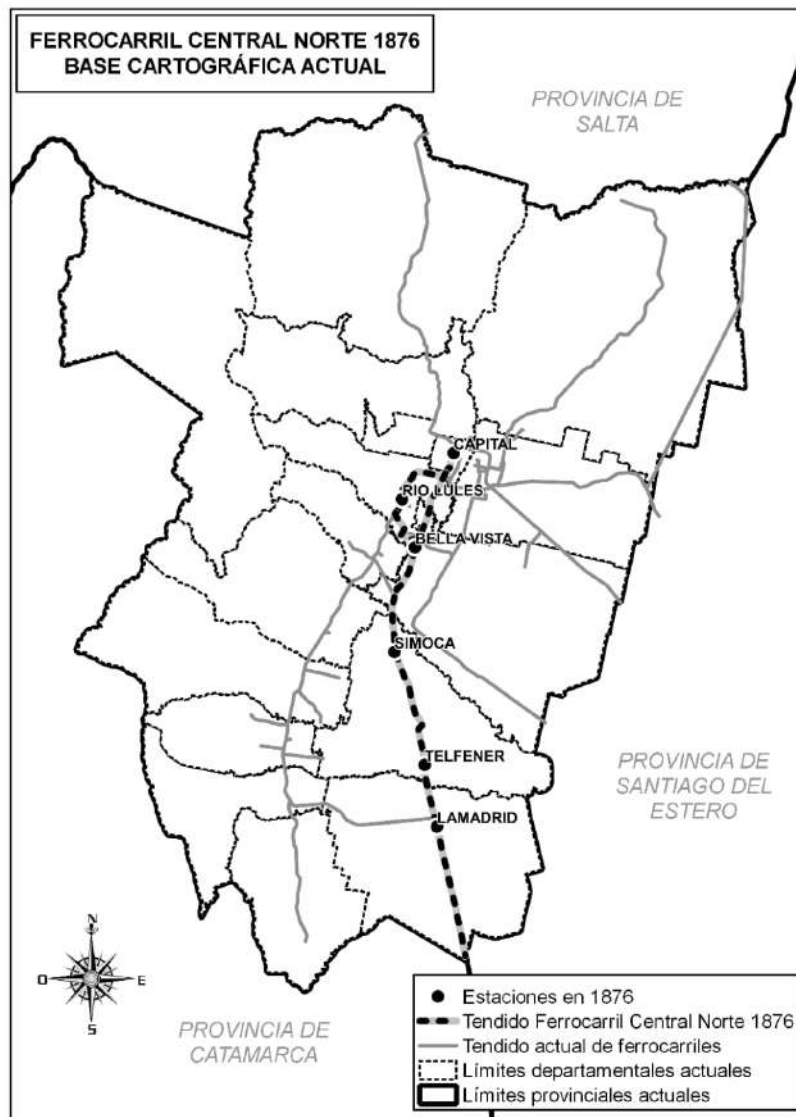 FERROCARRIL CENTRAL NORTE 1876
BASE CARTOGRÁFICA ACTUAL
PROVINCIA DE
SALTA
CAPITAL
RIO LULES
BELLA VISTA
SIMOCA
TELFENER
LAMADRID
PROVINCIA DE
SANTIAGO DEL
ESTERO
N
O
E
S
PROVINCIA DE
CATAMARCA
Estaciones en 1876
Tendido Ferrocarril Central Norte 1876
Tendido actual de ferrocarriles
Límites departamentales actuales
Límites provinciales actuales